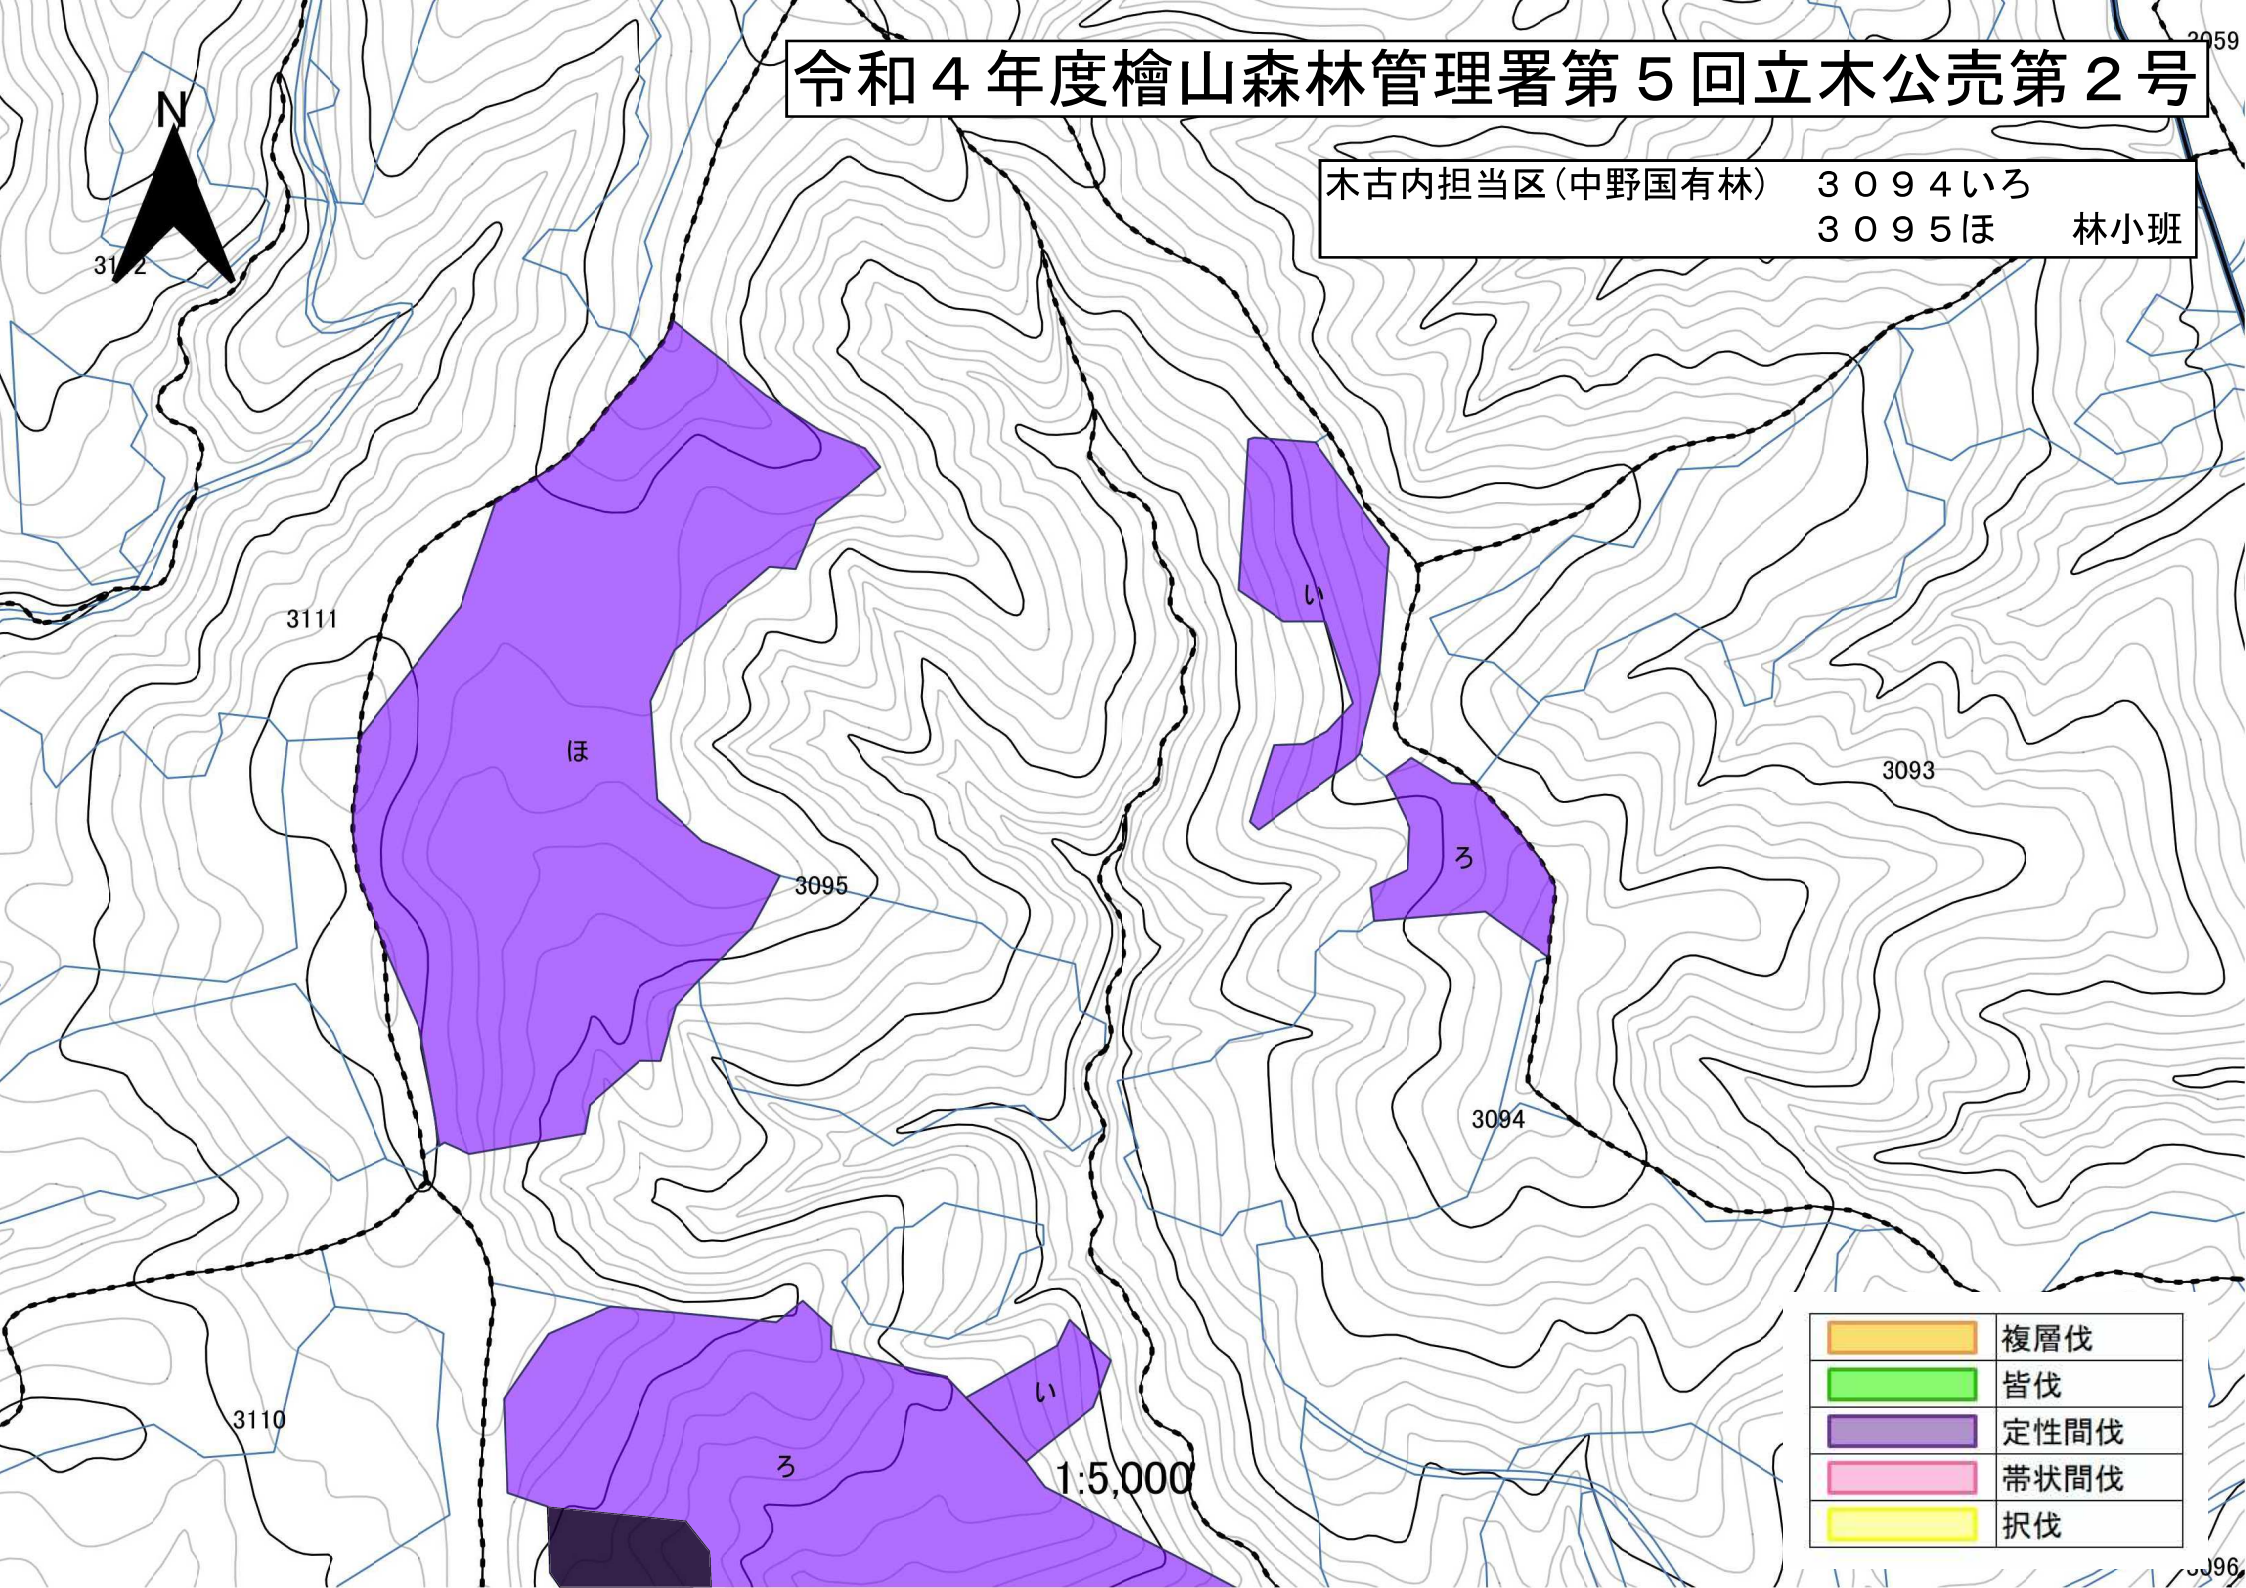 3059
令和４年度檜山森林管理署第５回立木公売第２号
N
木古内担当区(中野国有林)　３０９４いろ
３０９５ほ　　林小班
い
3111
ほ
3093
ろ
3095
3094
い
3110
ろ
1:5,000
複層伐
皆伐
定性間伐
帯状間伐
択伐
3096